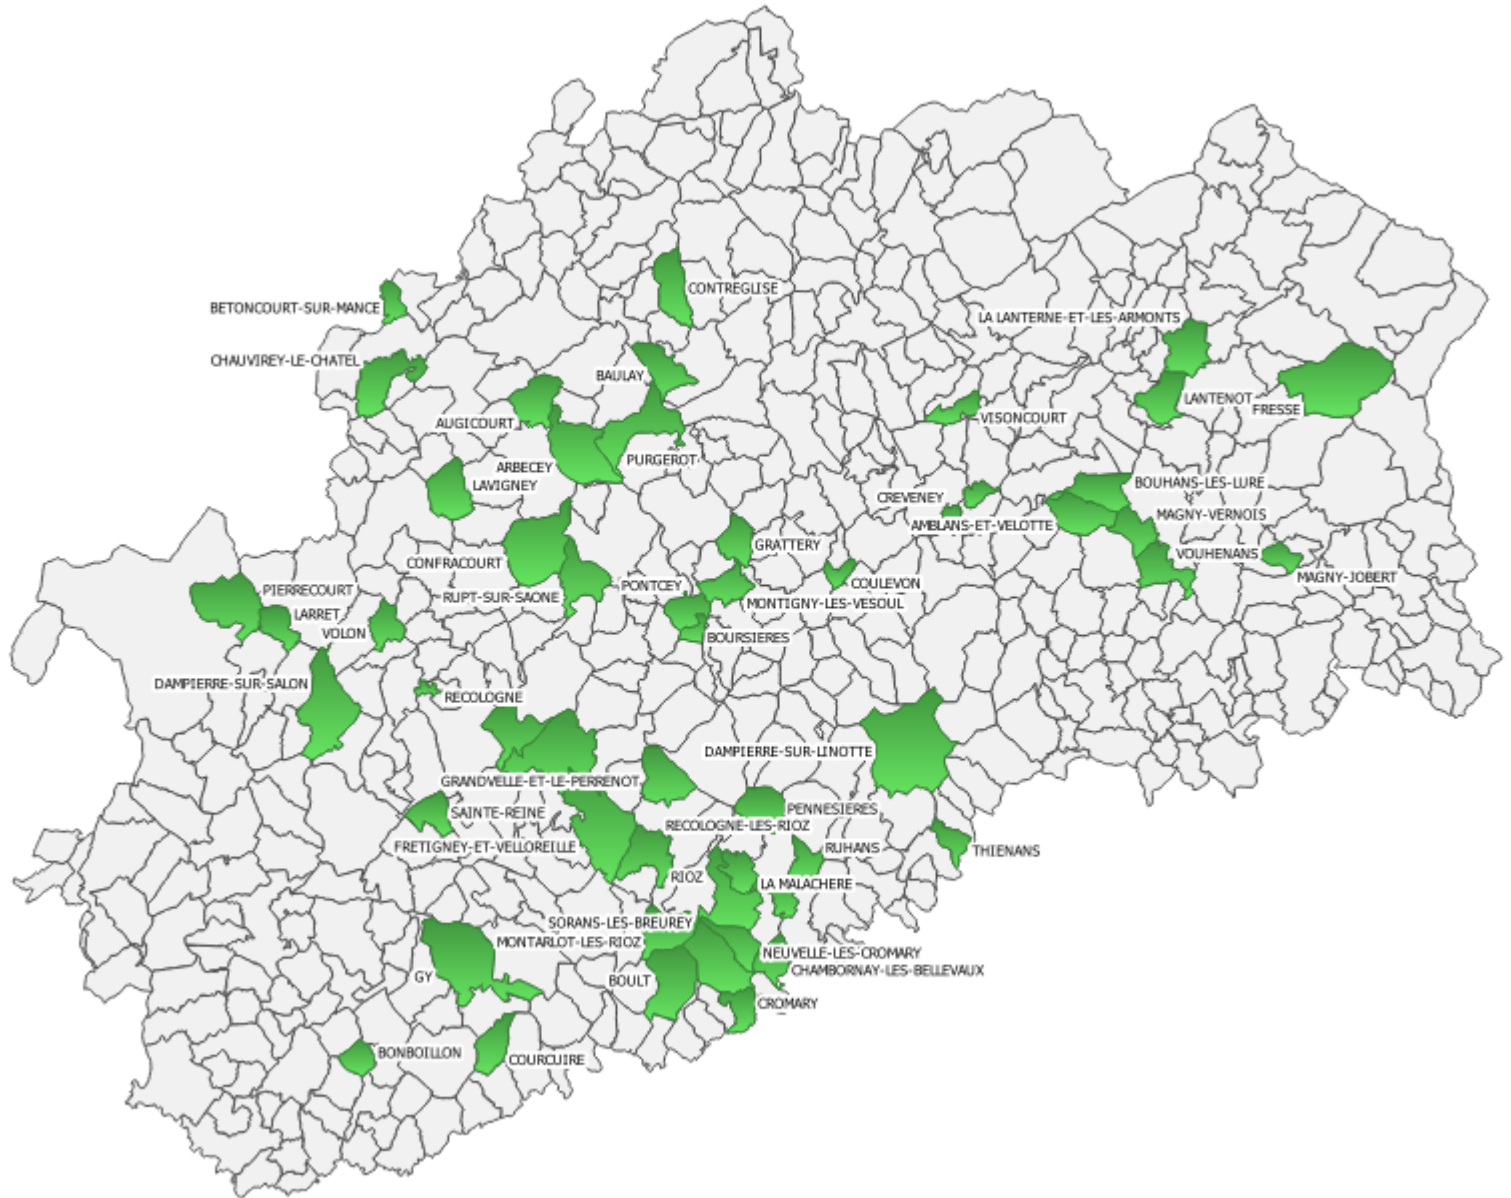 CONTREGLISE
BETONCOURT-SUR-MANCE
LA LANTERNE-ET-LES-ARMONTS
CHAUVIREY-LE-CHATEL
BAULAY
LANTENOT
FRESSE
VISONCOURT
AUGICOURT
PURGEROT
ARBECEY
LAVIGNEY
BOUHANS-LES-LURE
CREVENEY
MAGNY-VERNOIS
AMBLANS-ET-VELOTTE
GRATTERY
VOUHENANS
CONFRACOURT
MAGNY-JOBERT
COULEVON
PONTCEY
PIERRECOURT
RUPT-SUR-SAONE
MONTIGNY-LES-VESOUL
LARRET
VOLON
BOURSIERES
DAMPIERRE-SUR-SALON
RECOLOGNE
DAMPIERRE-SUR-LINOTTE
GRANDVELLE-ET-LE-PERRENOT
PENNESIERES
SAINTE-REINE
RECOLOGNE-LES-RIOZ
FRETIGNEY-ET-VELLOREILLE
RUHANS
THIENANS
RIOZ
LA MALACHERE
SORANS-LES-BREUREY
MONTARLOT-LES-RIOZ
NEUVELLE-LES-CROMARY
CHAMBORNAY-LES-BELLEVAUX
GY
BOULT
CROMARY
BONBOILLON
COURCUIRE